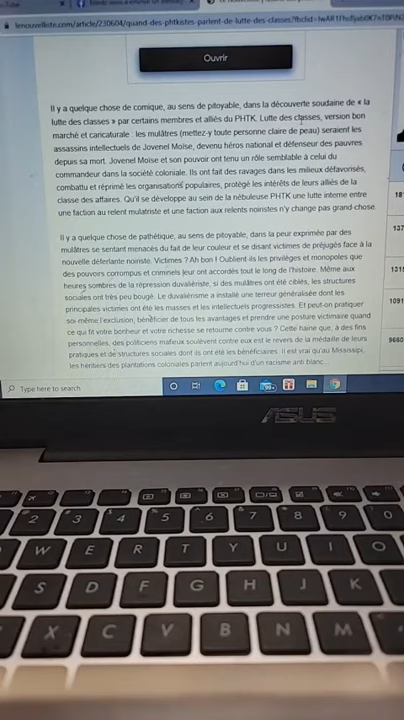 lenouvelliste.com/article/230604/quand-des-phtkistes-parlent-de-lutte-des-classes?fbclid=IwAR1
Ouvrir
Il y a quelque chose de comique, au sens de pitoyable, dans la découverte soudaine de « la
lutte des classes » par certains membres et alliés du PHTK. Lutte des classes, version bon
marché et caricaturale : les mulâtres (mettez-y toute personne claire de peau) seraient les
assassins intellectuels de Jovenel Moïse, devenu héros national et défenseur des pauvres
depuis sa mort. Jovenel Moïse et son pouvoir ont tenu un rôle semblable à celui du
commandeur dans la société coloniale. Ils ont fait des ravages dans les milieux défavorisés,
combattu et réprimé les organisations populaires, protégé les intérêts de leurs alliés de la
classe des affaires. Qu'il se développe au sein de la nébuleuse PHTK une lutte interne entre
une faction au relent mulatriste et une faction aux relents noiristes n'y change pas grand-chose.
Il y a quelque chose de pathétique, au sens de pitoyable, dans la peur exprimée par des
mulâtres se sentant menacés du fait de leur couleur et se disant victimes de préjugés face à la
nouvelle déferlante noiriste. Victimes ? Ah bon ! Oublient-ils les privilèges et monopoles que
des pouvoirs corrompus et criminels leur ont accordés tout le long de l'histoire. Même aux
heures sombres de la répression duvaliériste, si des mulâtres ont été ciblés, les structures
sociales ont très peu bougé. Le duvaliérisme a installé une terreur généralisée dont les
principales victimes ont été les masses et les intellectuels progressistes. Et peut-on pratiquer
soi-même l'exclusion, bénéficier de tous les avantages et prendre une posture victimaire quand
ce qui fit votre bonheur et votre richesse se retourne contre vous ? Cette haine que, à des fins
personnelles, des politiciens mafieux soulèvent contre eux est le revers de la médaille de leurs
pratiques et de structures sociales dont ils ont été les bénéficiaires. Il est vrai qu'au Mississipi,
les héritiers des plantations coloniales parlent aujourd'hui d'un racisme anti blanc...
181
137
1315
1091
9660
Type here to search
99+
ASUS
2 3 4 5 6 7 8 9 0
W E R T Y U I O
S D F G H J K
X C V B N M